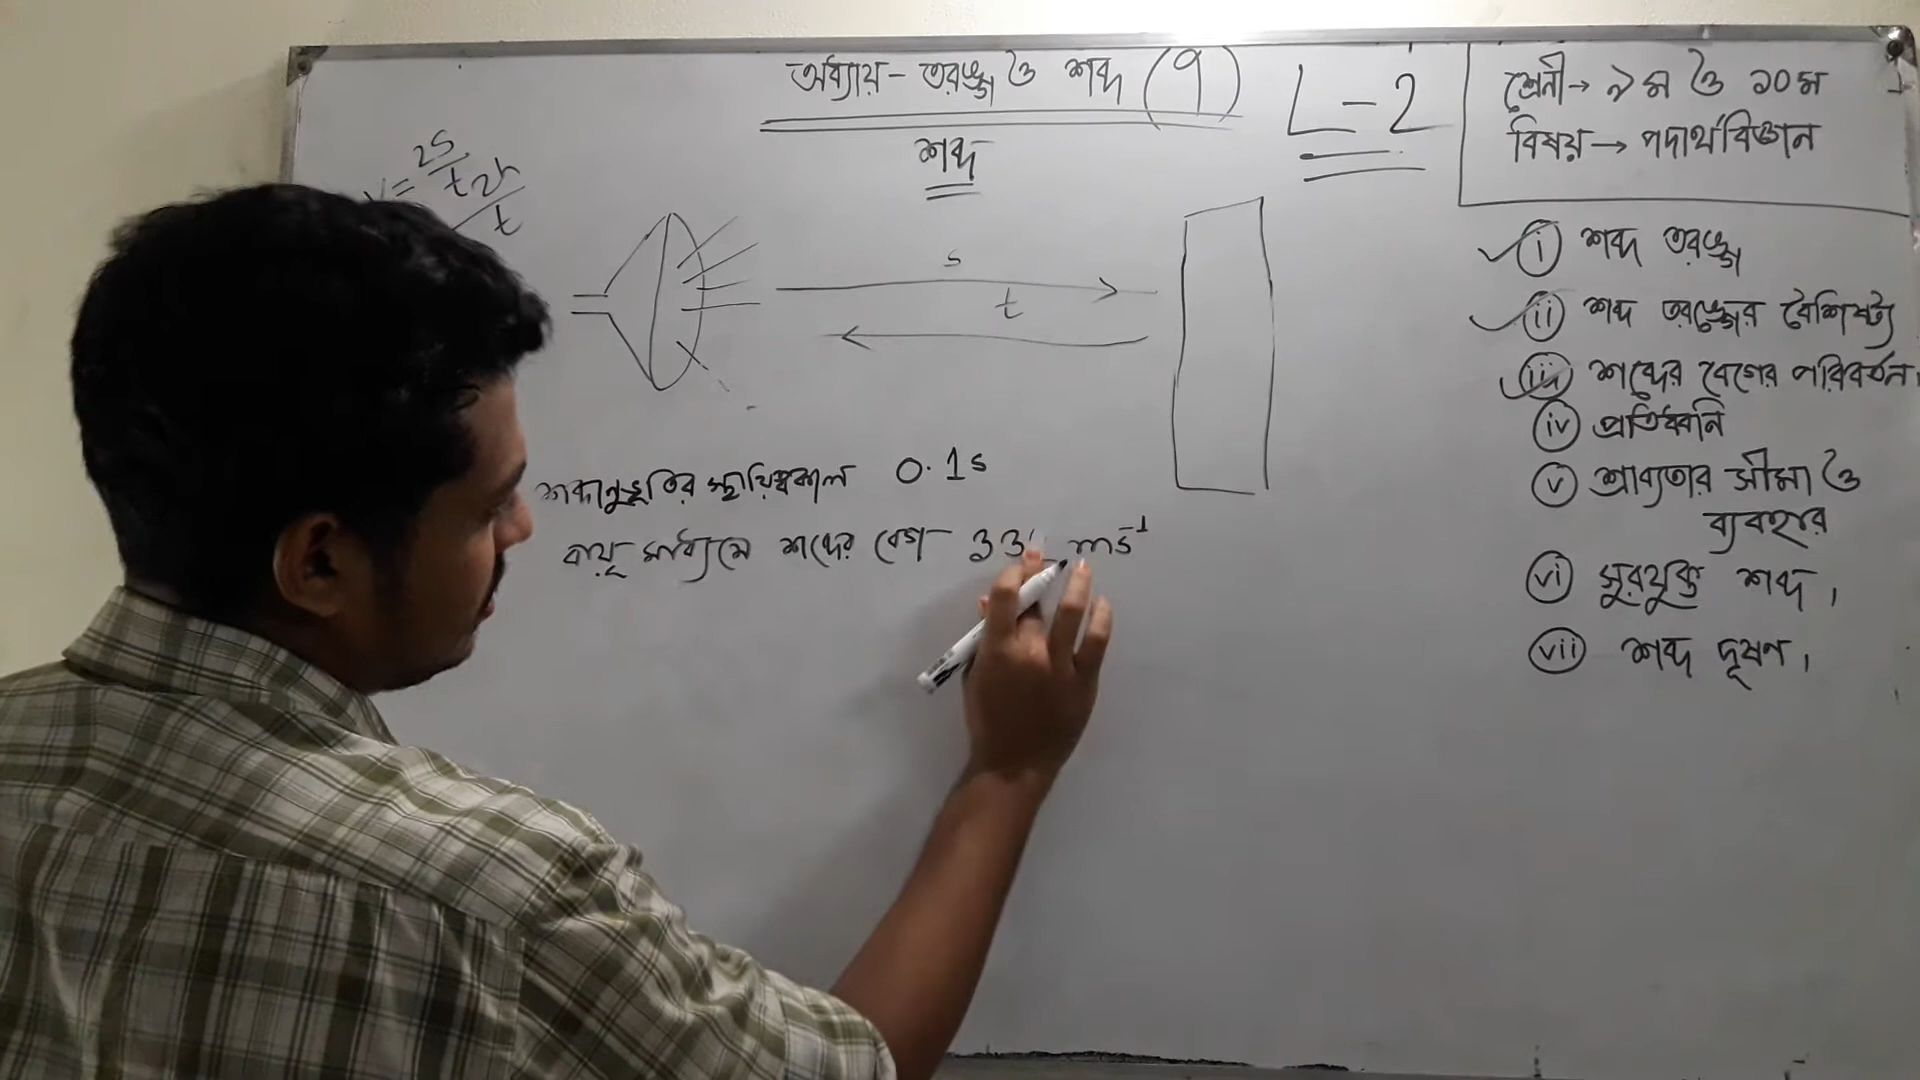 অধ্যায় - তরঙ্গ ও শব্দ (৭)
L - 2
শ্রেনী → ৯ম ও ১০ম
বিষয় → পদার্থবিজ্ঞান
শব্দ
= 2s/t
2h/t
s
t
শব্দানুভূতির স্থায়িত্বকাল 0.1s
বায়ু মাধ্যমে শব্দের বেগ ms⁻¹
(i) শব্দ তরঙ্গ
(ii) শব্দ তরঙ্গের বৈশিষ্ট্য
(iii) শব্দের বেগের পরিবর্তন।
(iv) প্রতিধ্বনি
(v) শ্রাব্যতার সীমা ও
ব্যবহার
(vi) সুরযুক্ত শব্দ।
(vii) শব্দ দূষণ।